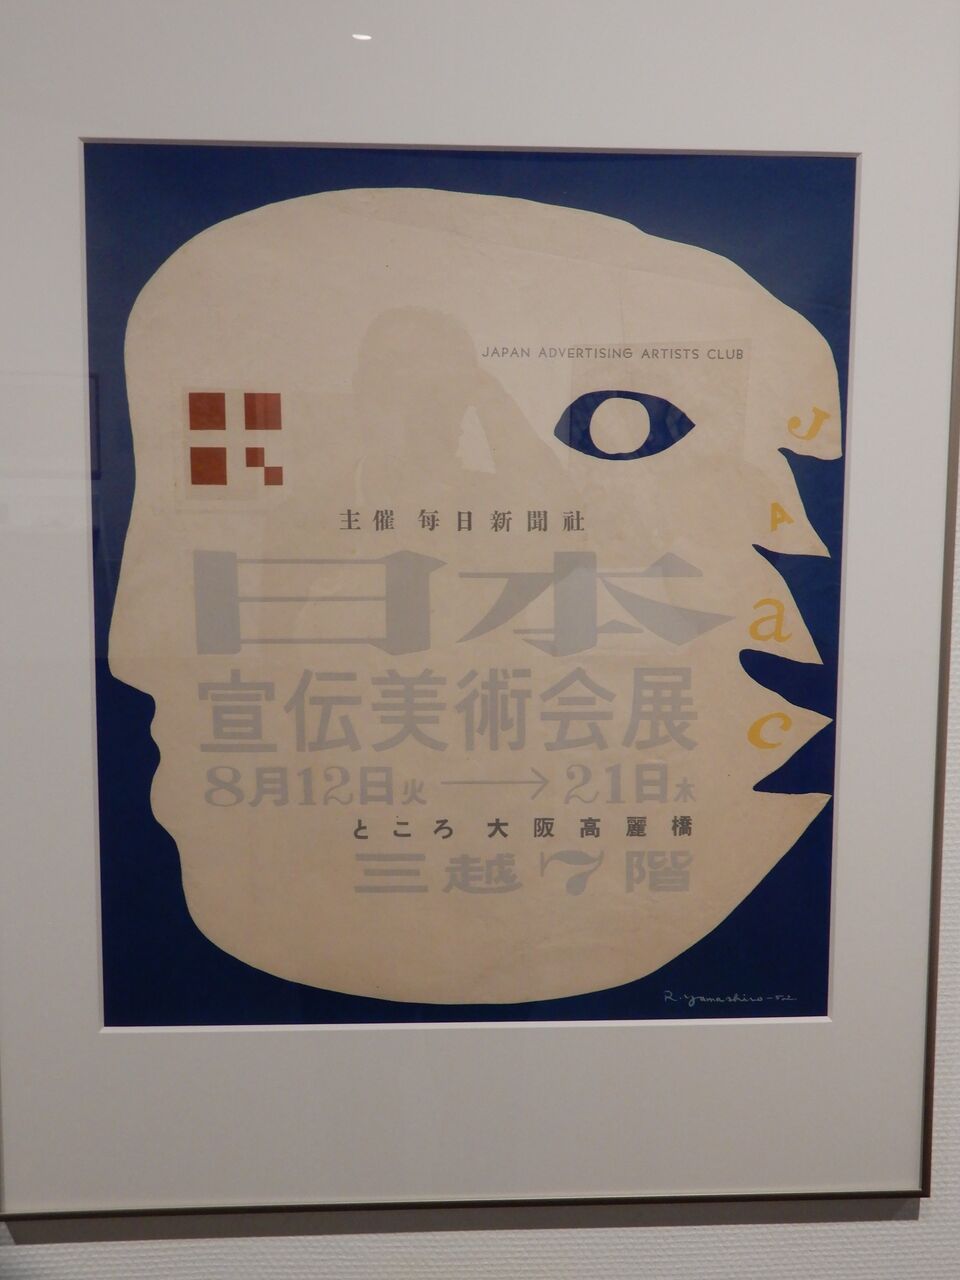 JAPAN ADVERTISING ARTISTS CLUB
J
A
a
c
主催 毎日新聞社
日本
宣伝美術会展
8月12日火→21日木
ところ 大阪高麗橋
三越7階
R.Yamashiro-52